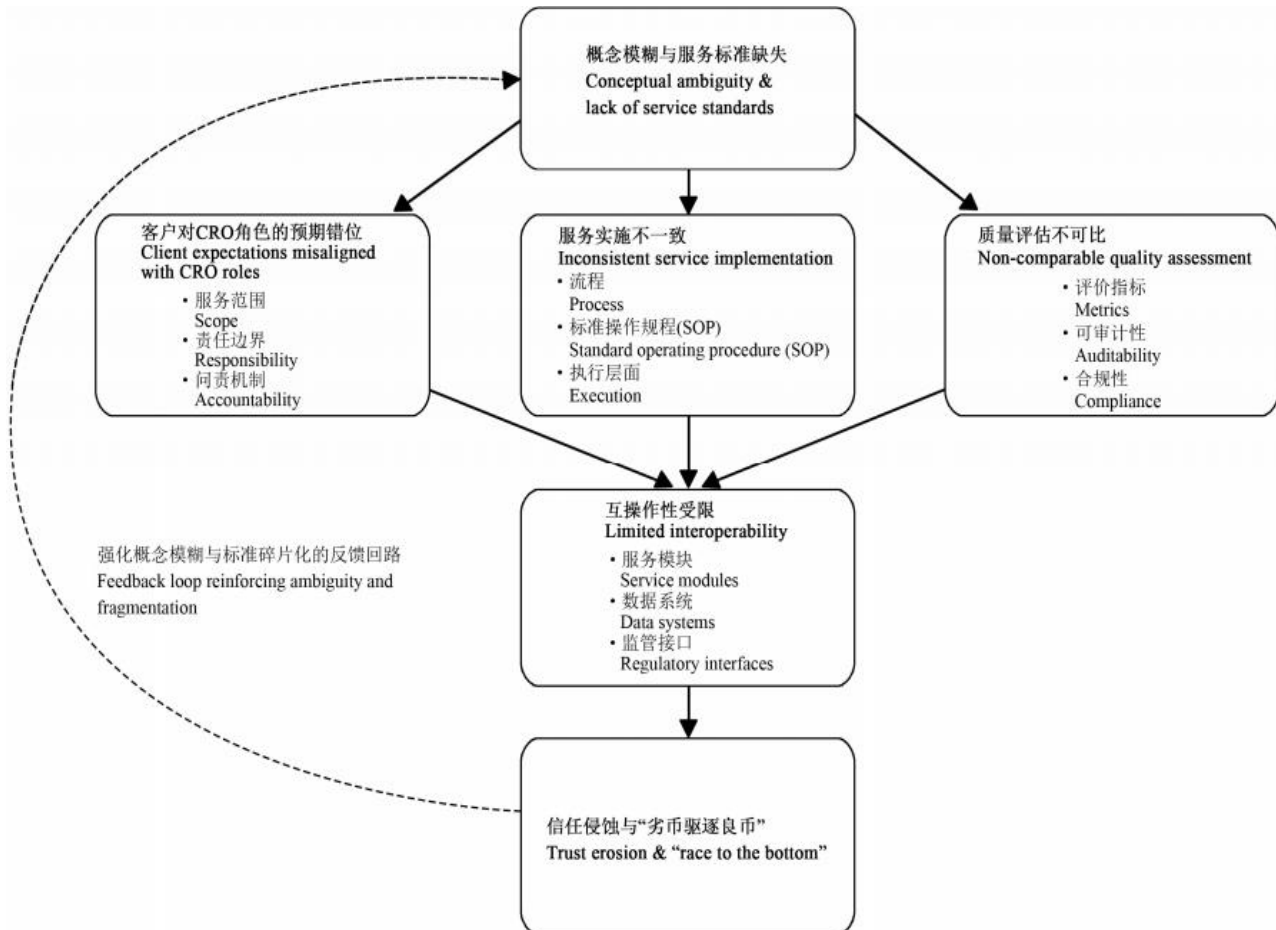 概念模糊与服务标准缺失
Conceptual ambiguity &
lack of service standards
客户对CRO角色的预期错位
Client expectations misaligned
with CRO roles
• 服务范围
Scope
• 责任边界
Responsibility
• 问责机制
Accountability
服务实施不一致
Inconsistent service implementation
• 流程
Process
• 标准操作规程(SOP)
Standard operating procedure (SOP)
• 执行层面
Execution
质量评估不可比
Non-comparable quality assessment
• 评价指标
Metrics
• 可审计性
Auditability
• 合规性
Compliance
互操作性受限
Limited interoperability
• 服务模块
Service modules
• 数据系统
Data systems
• 监管接口
Regulatory interfaces
强化概念模糊与标准碎片化的反馈回路
Feedback loop reinforcing ambiguity and
fragmentation
信任侵蚀与“劣币驱逐良币”
Trust erosion & “race to the bottom”